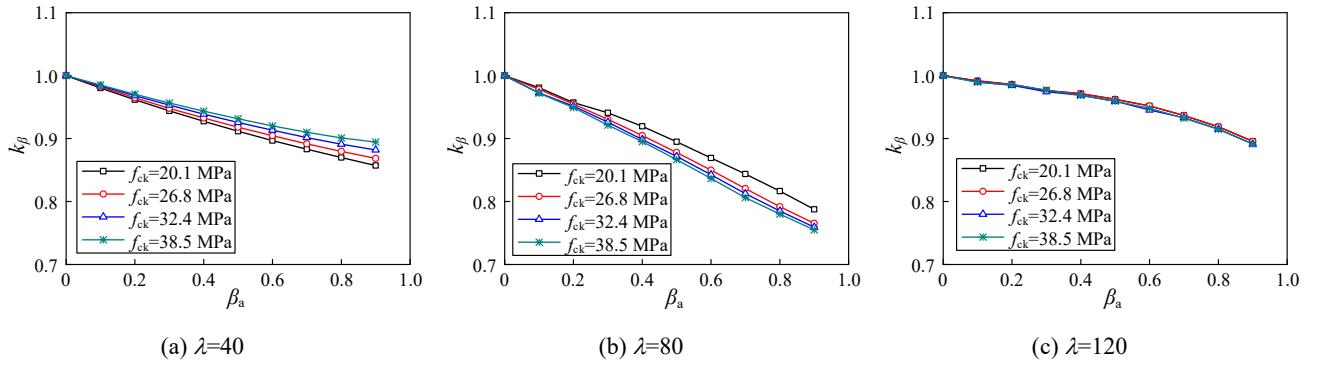 1.1
1.0
0.9
0.8
0.7
kβ
0 0.2 0.4 0.6 0.8 1.0
βa
fck=20.1 MPa
fck=26.8 MPa
fck=32.4 MPa
fck=38.5 MPa
(a) λ=40
1.1
1.0
0.9
0.8
0.7
kβ
0 0.2 0.4 0.6 0.8 1.0
βa
fck=20.1 MPa
fck=26.8 MPa
fck=32.4 MPa
fck=38.5 MPa
(b) λ=80
1.1
1.0
0.9
0.8
0.7
kβ
0 0.2 0.4 0.6 0.8 1.0
βa
fck=20.1 MPa
fck=26.8 MPa
fck=32.4 MPa
fck=38.5 MPa
(c) λ=120